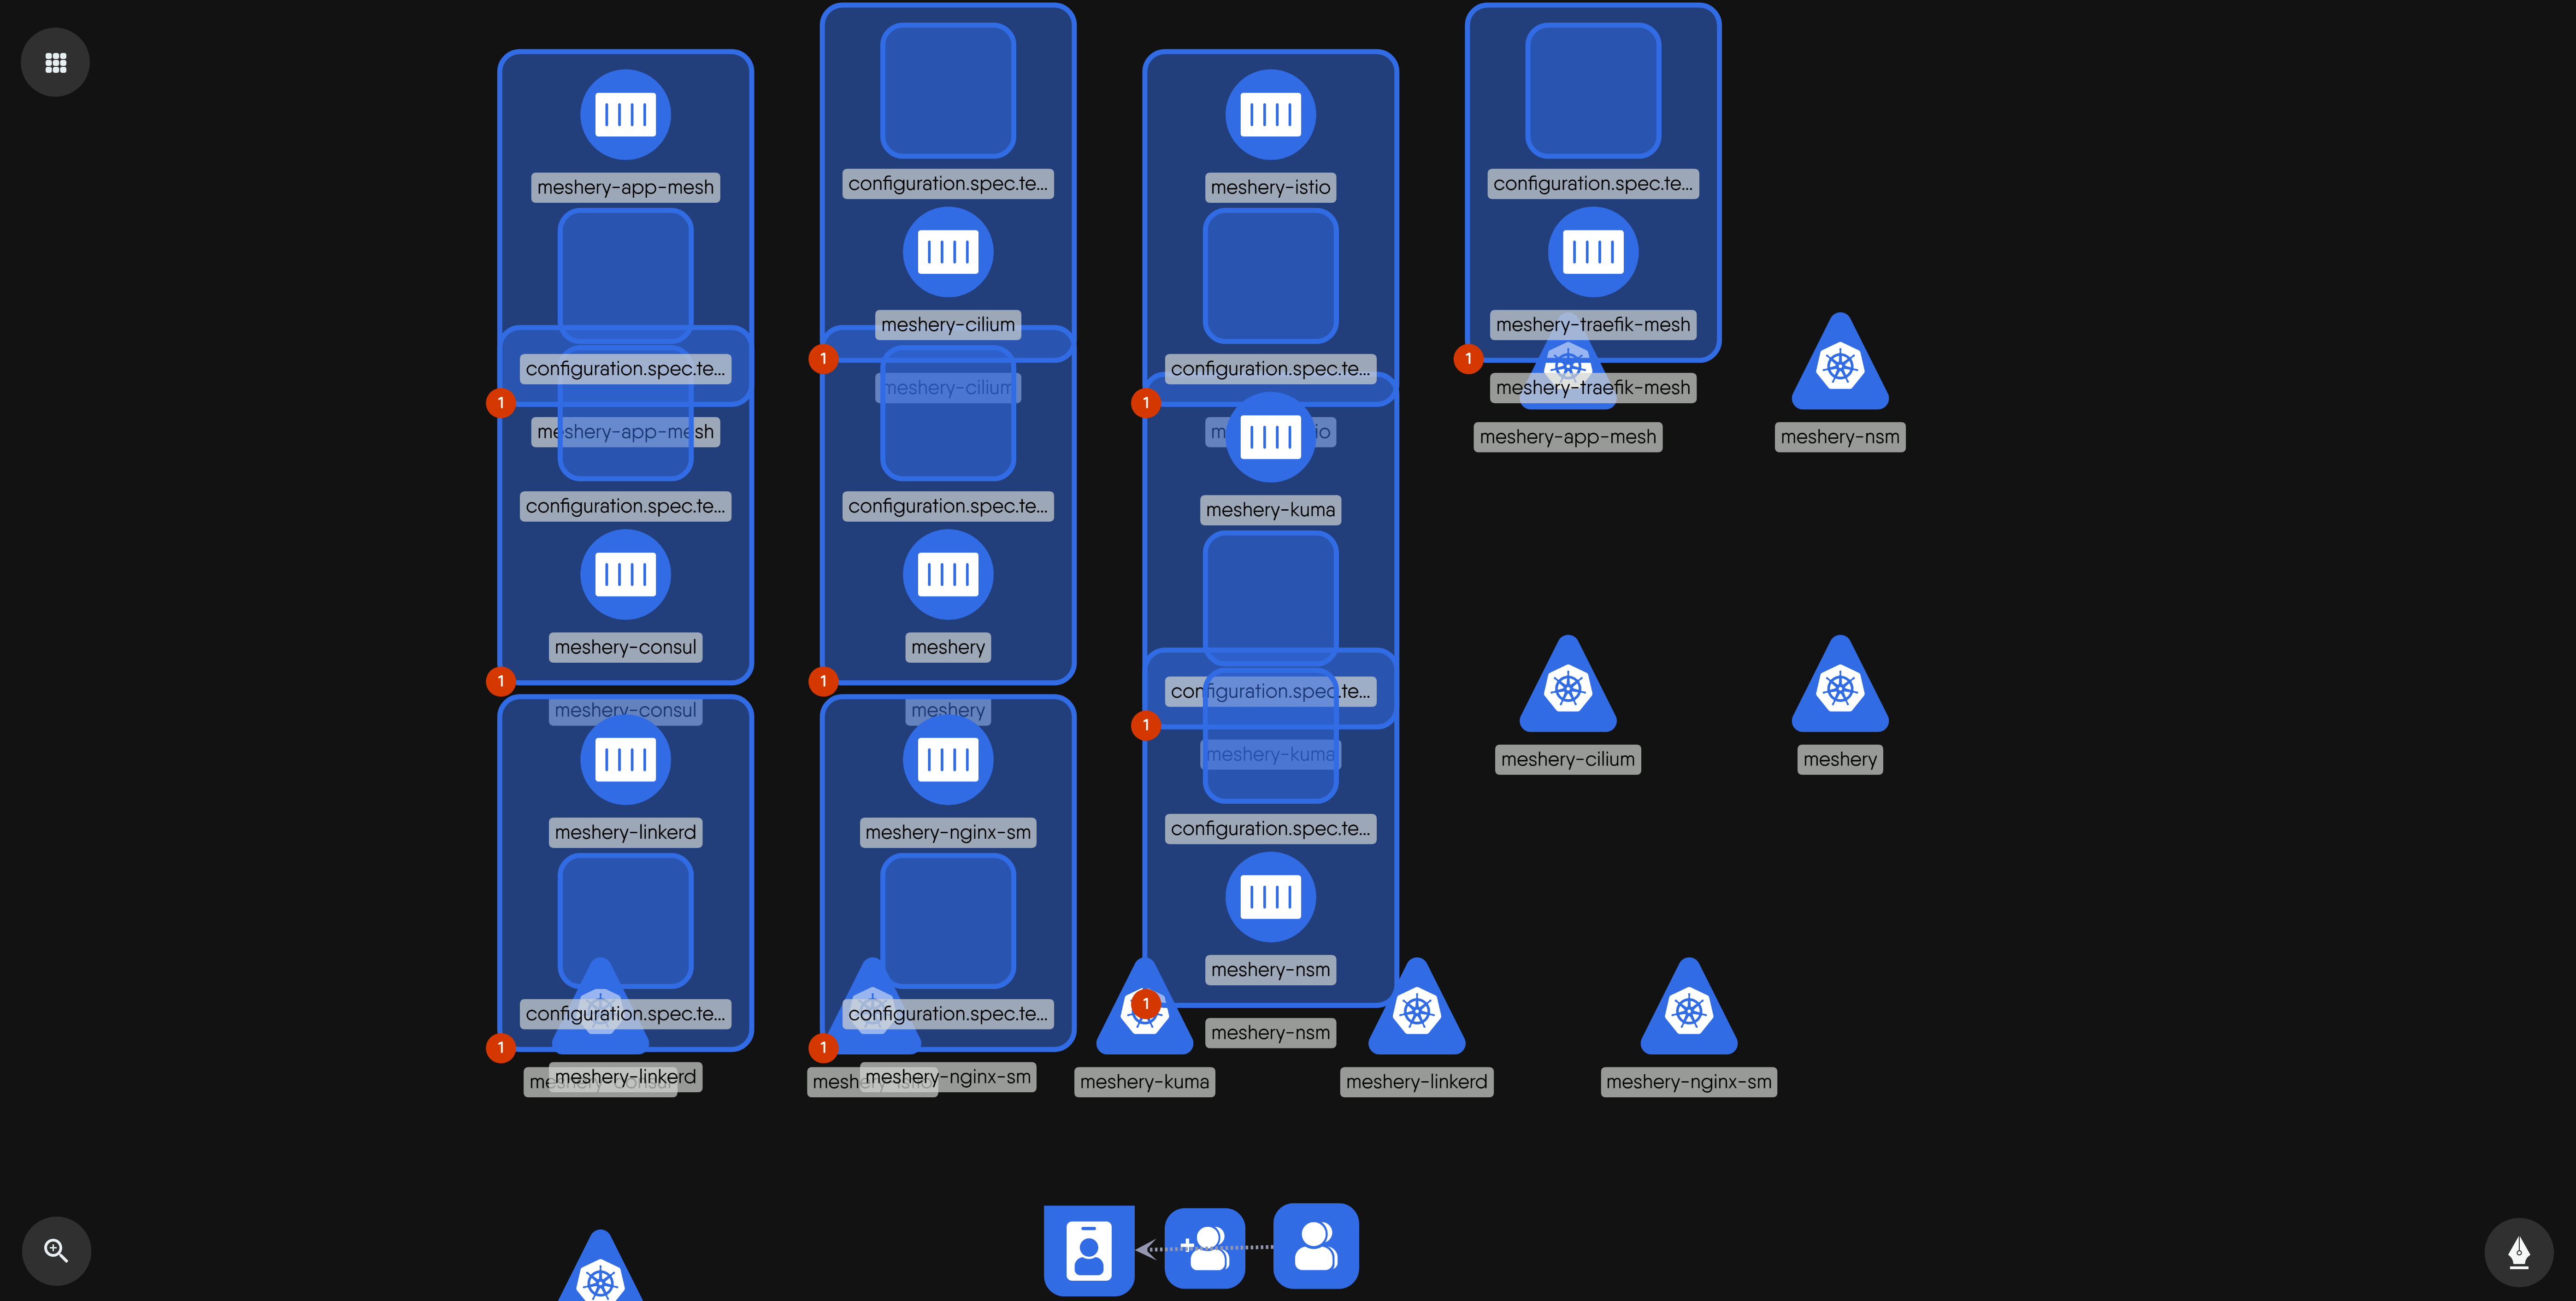 meshery-app-mesh
configuration.spec.te...
1
meshery-app-mesh
configuration.spec.te...
meshery-consul
1
meshery-consul
meshery-linkerd
configuration.spec.te...
1
meshery-linkerd
configuration.spec.te...
meshery-cilium
1
meshery-cilium
configuration.spec.te...
meshery
1
meshery
meshery-nginx-sm
configuration.spec.te...
1
meshery-nginx-sm
meshery-istio
configuration.spec.te...
1
meshery-kuma
configuration.spec.te...
1
meshery-kuma
configuration.spec.te...
meshery-nsm
1
meshery-nsm
configuration.spec.te...
meshery-traefik-mesh
1
meshery-traefik-mesh
meshery-app-mesh
meshery-nsm
meshery-cilium
meshery
meshery-kuma
meshery-linkerd
meshery-nginx-sm